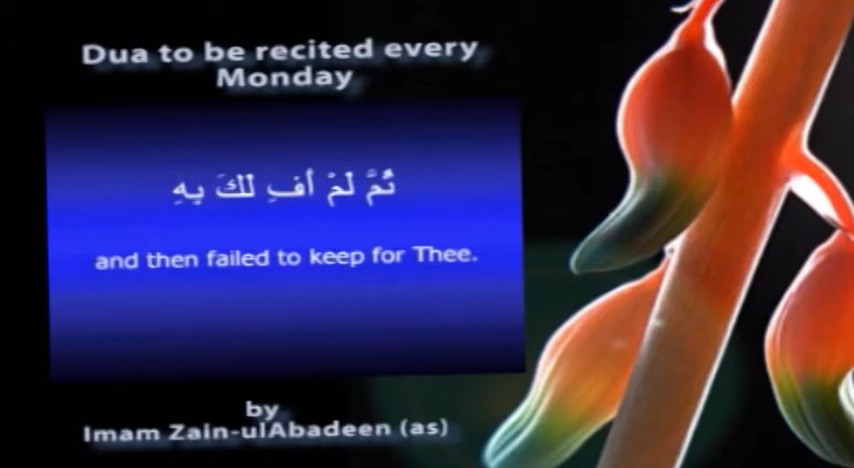 Dua to be recited every
Monday
ثُمَّ لَمْ أَفِ لَكَ بِهِ
and then failed to keep for Thee.
by
Imam Zain-ulAbadeen (as)